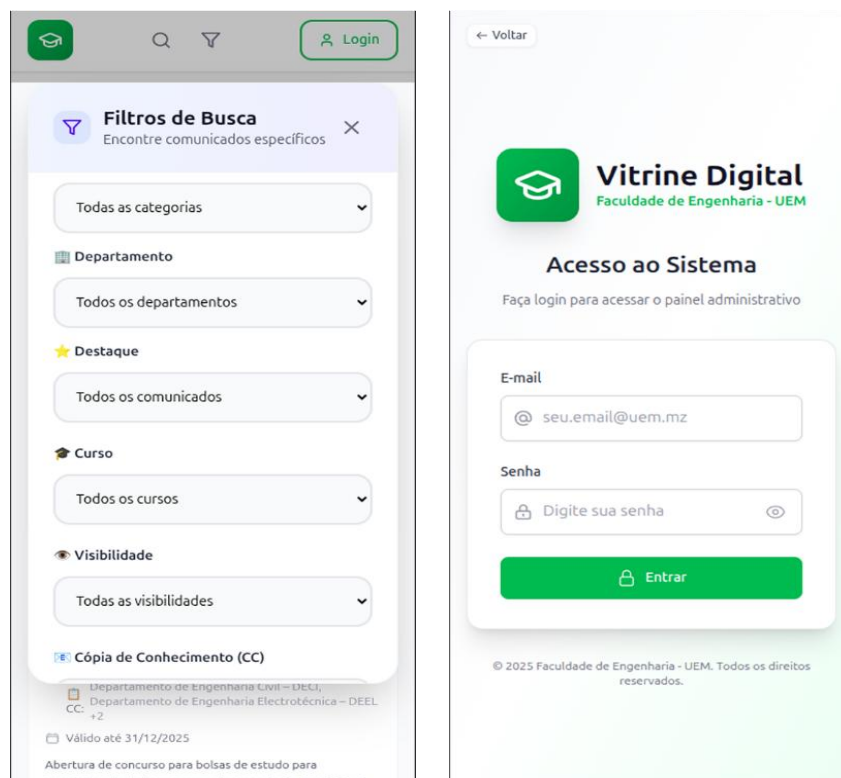 Login
Filtros de Busca
Encontre comunicados específicos
Todas as categorias
Departamento
Todos os departamentos
Destaque
Todos os comunicados
Curso
Todos os cursos
Visibilidade
Todas as visibilidades
Cópia de Conhecimento (CC)
Departamento de Engenharia Civil – DECI,
CC: Departamento de Engenharia Electrotécnica – DEEL
+2
Válido até 31/12/2025
Abertura de concurso para bolsas de estudo para
← Voltar
Vitrine Digital
Faculdade de Engenharia - UEM
Acesso ao Sistema
Faça login para acessar o painel administrativo
E-mail
@ seu.email@uem.mz
Senha
Digite sua senha
Entrar
© 2025 Faculdade de Engenharia - UEM. Todos os direitos
reservados.